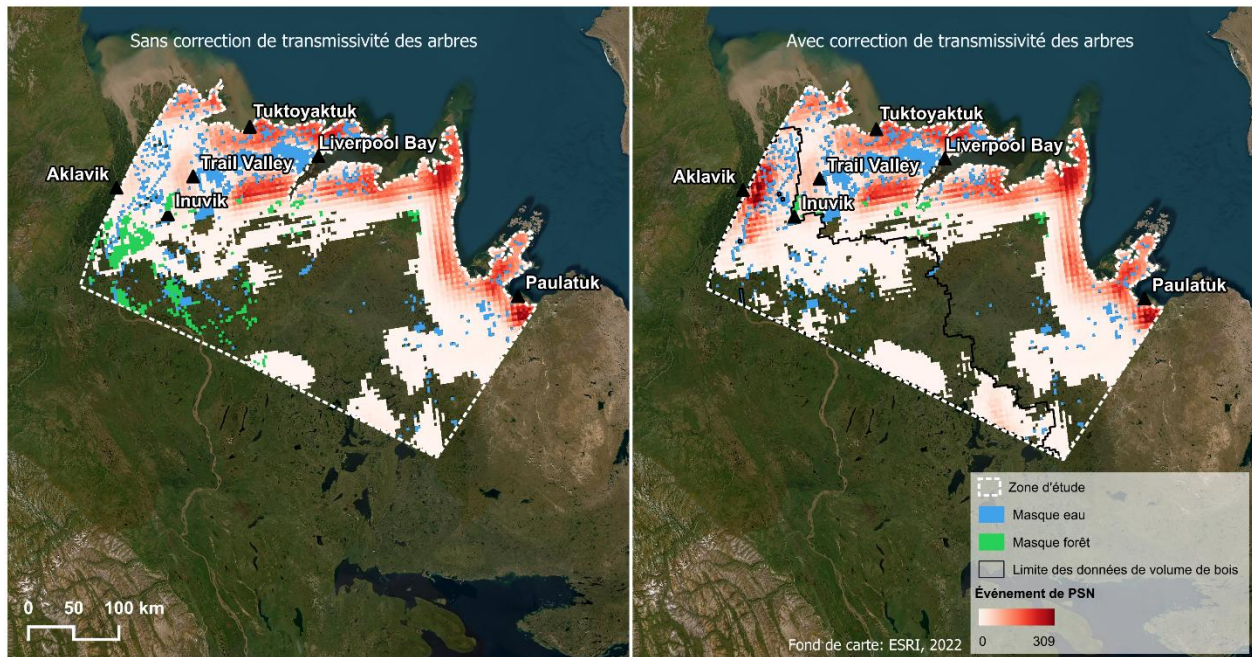 Sans correction de transmissivité des arbres
Tuktoyaktuk
Liverpool Bay
Trail Valley
Aklavik
Inuvik
Paulatuk
0 50 100 km
Avec correction de transmissivité des arbres
Tuktoyaktuk
Liverpool Bay
Trail Valley
Aklavik
Inuvik
Paulatuk
Zone d'étude
Masque eau
Masque forêt
Limite des données de volume de bois
Événement de PSN
0 309
Fond de carte: ESRI, 2022